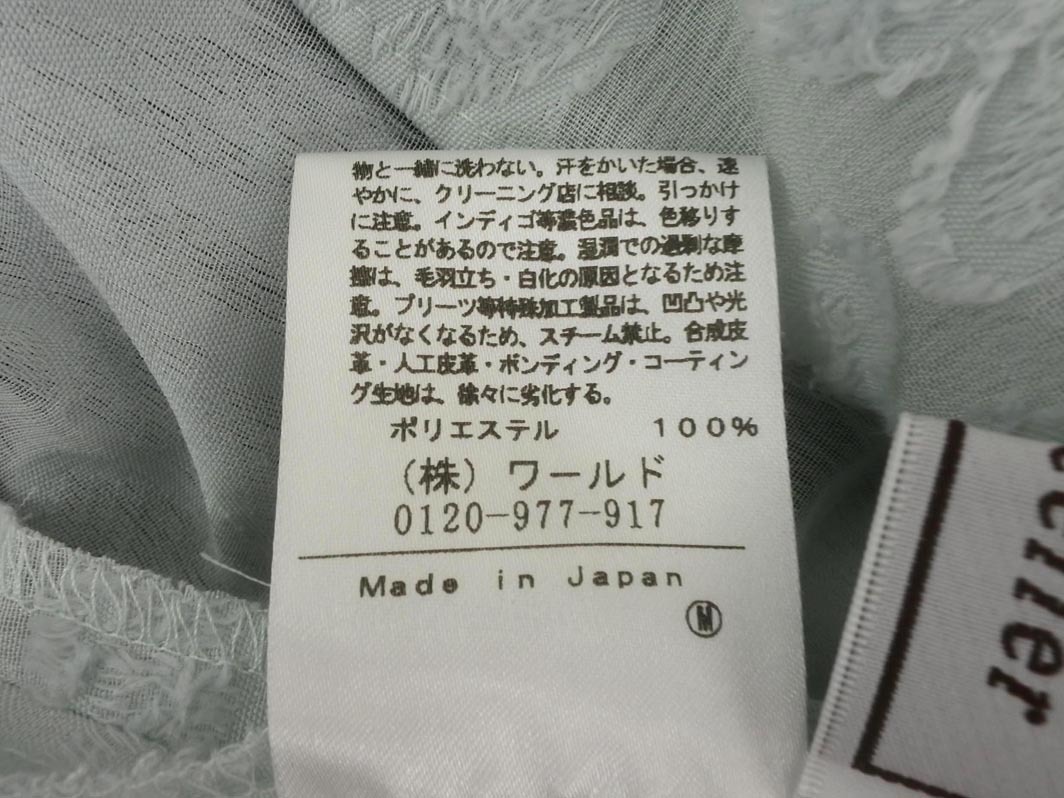 物と一緒に洗わない。汗をかいた場合、速
やかに、クリーニング店に相談。引っかけ
に注意。インディゴ等濃色品は、色移りす
ることがあるので注意。湿潤での過剰な摩
擦は、毛羽立ち・白化の原因となるため注
意。プリーツ等特殊加工製品は、凹凸や光
沢がなくなるため、スチーム禁止。合成皮
革・人工皮革・ボンディング・コーティン
グ生地は、徐々に劣化する。
ポリエステル 100%
(株)ワールド
0120-977-917
Made in Japan
Ⓜ